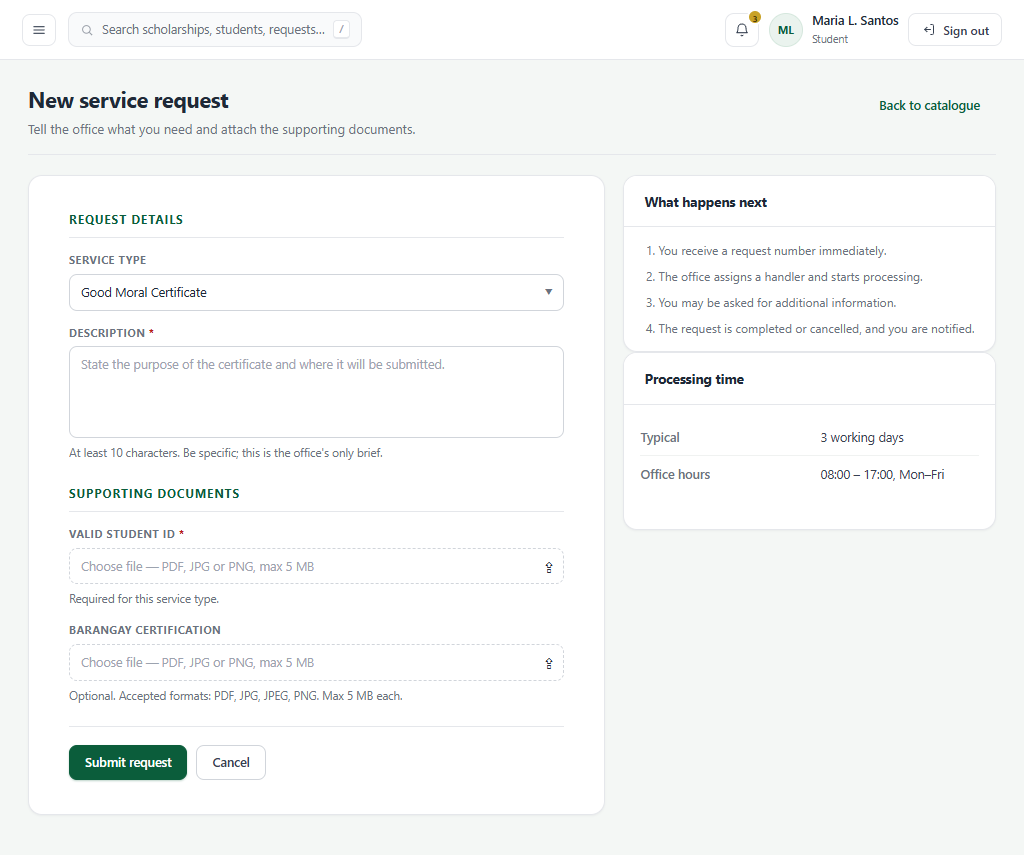 Search scholarships, students, requests... /
3
ML
Maria L. Santos
Student
Sign out
New service request
Tell the office what you need and attach the supporting documents.
Back to catalogue
REQUEST DETAILS
SERVICE TYPE
Good Moral Certificate
DESCRIPTION *
State the purpose of the certificate and where it will be submitted.
At least 10 characters. Be specific; this is the office's only brief.
SUPPORTING DOCUMENTS
VALID STUDENT ID *
Choose file — PDF, JPG or PNG, max 5 MB
Required for this service type.
BARANGAY CERTIFICATION
Choose file — PDF, JPG or PNG, max 5 MB
Optional. Accepted formats: PDF, JPG, JPEG, PNG. Max 5 MB each.
Submit request
Cancel
What happens next
1. You receive a request number immediately.
2. The office assigns a handler and starts processing.
3. You may be asked for additional information.
4. The request is completed or cancelled, and you are notified.
Processing time
Typical 3 working days
Office hours 08:00 – 17:00, Mon–Fri